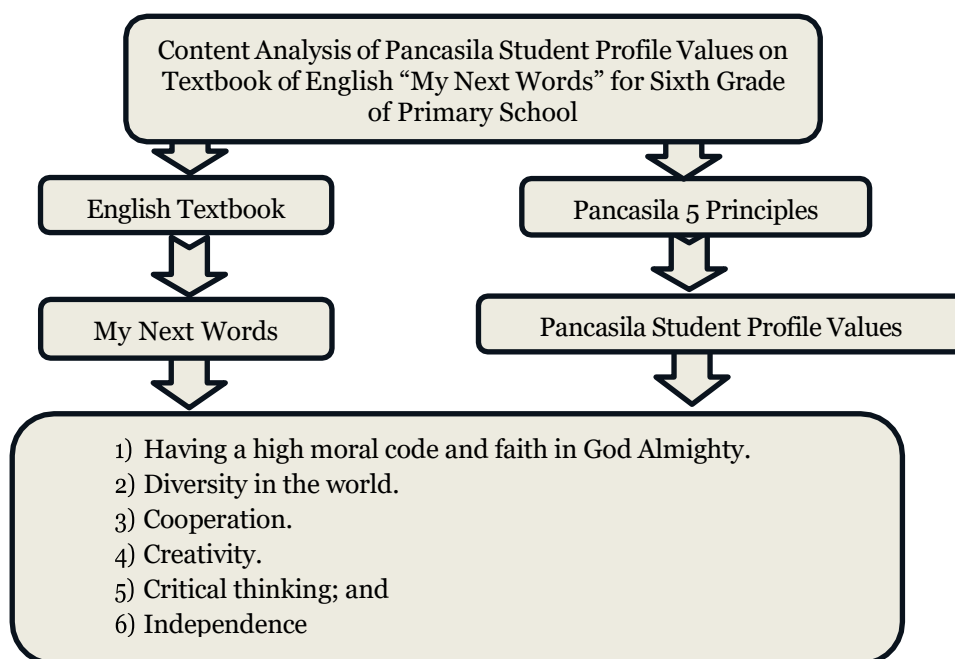 Content Analysis of Pancasila Student Profile Values on
Textbook of English “My Next Words” for Sixth Grade
of Primary School
English Textbook
Pancasila 5 Principles
My Next Words
Pancasila Student Profile Values
1) Having a high moral code and faith in God Almighty.
2) Diversity in the world.
3) Cooperation.
4) Creativity.
5) Critical thinking; and
6) Independence